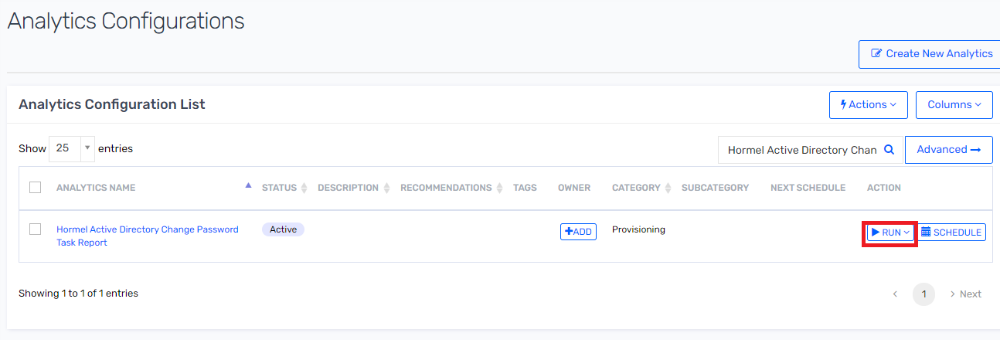 Analytics Configurations
Create New Analytics
Analytics Configuration List
Actions
Columns
Show 25 entries
Hormel Active Directory Chan
Advanced
ANALYTICS NAME STATUS DESCRIPTION RECOMMENDATIONS TAGS OWNER CATEGORY SUBCATEGORY NEXT SCHEDULE ACTION
Hormel Active Directory Change Password
Task Report
Active
ADD
Provisioning
RUN
SCHEDULE
Showing 1 to 1 of 1 entries
1
Next